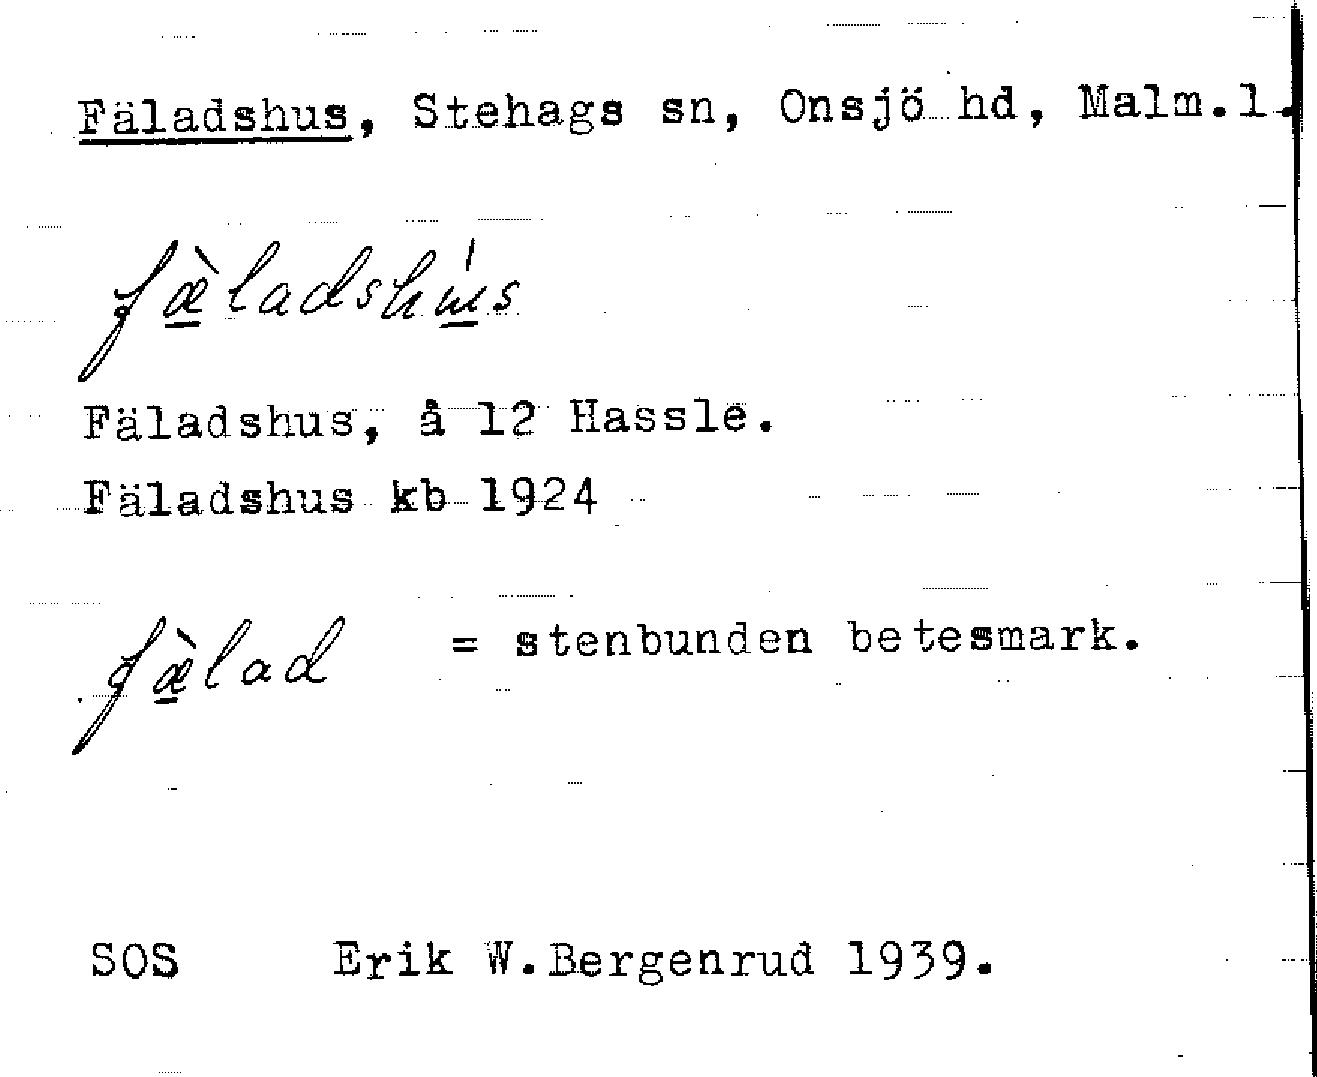 Fäladshus, Stehags sn, Onsjö hd, Malm.l.
fæ̀ladshús
Fäladshus, å 12 Hassle.
Fäladshus kb 1924
fæ̀lad = stenbunden betesmark.
SOS Erik W.Bergenrud 1939.